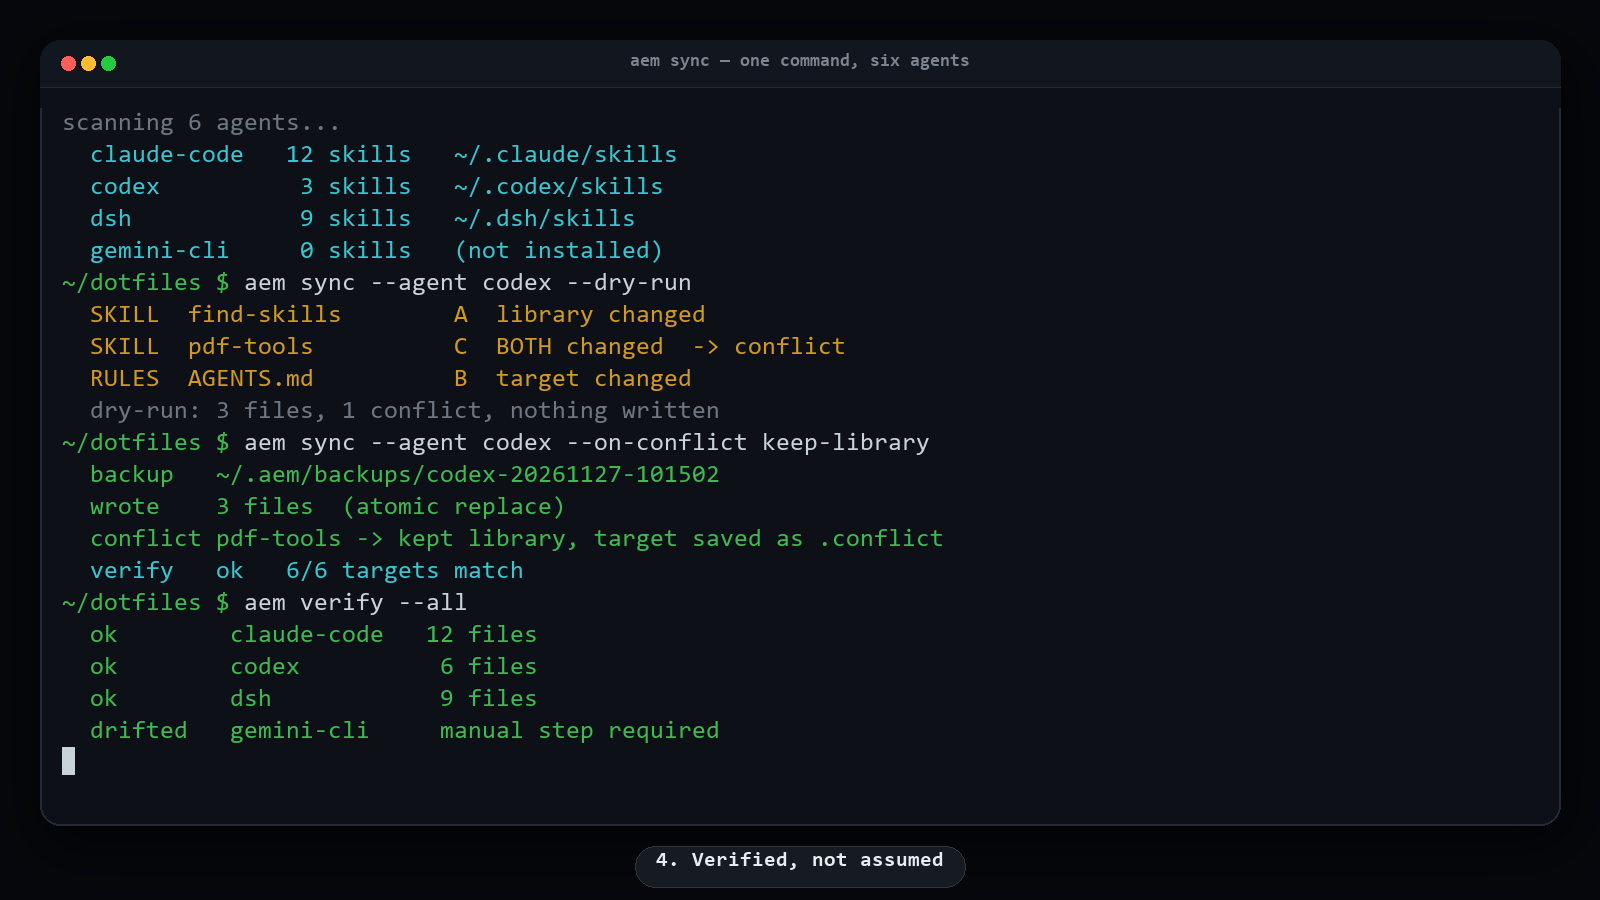 aem sync — one command, six agents
scanning 6 agents...
claude-code   12 skills   ~/.claude/skills
codex          3 skills   ~/.codex/skills
dsh            9 skills   ~/.dsh/skills
gemini-cli     0 skills   (not installed)
~/dotfiles $ aem sync --agent codex --dry-run
SKILL  find-skills        A  library changed
SKILL  pdf-tools          C  BOTH changed  -> conflict
RULES  AGENTS.md          B  target changed
dry-run: 3 files, 1 conflict, nothing written
~/dotfiles $ aem sync --agent codex --on-conflict keep-library
backup   ~/.aem/backups/codex-20261127-101502
wrote    3 files  (atomic replace)
conflict pdf-tools -> kept library, target saved as .conflict
verify   ok   6/6 targets match
~/dotfiles $ aem verify --all
ok        claude-code   12 files
ok        codex          6 files
ok        dsh            9 files
drifted   gemini-cli     manual step required
4. Verified, not assumed